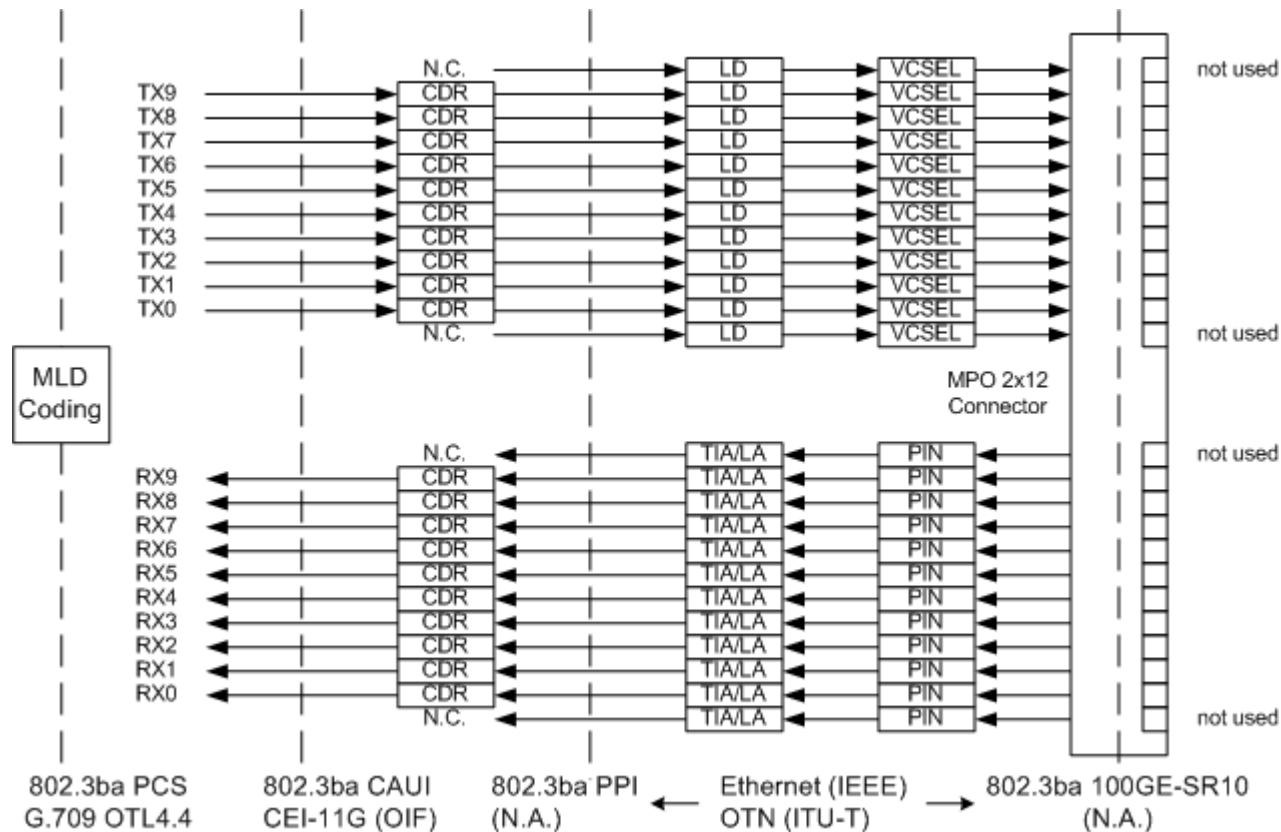 N.C. LD VCSEL not used
TX9 CDR LD VCSEL
TX8 CDR LD VCSEL
TX7 CDR LD VCSEL
TX6 CDR LD VCSEL
TX5 CDR LD VCSEL
TX4 CDR LD VCSEL
TX3 CDR LD VCSEL
TX2 CDR LD VCSEL
TX1 CDR LD VCSEL
TX0 CDR LD VCSEL
N.C. LD VCSEL not used
MLD
Coding
MPO 2x12
Connector
N.C. TIA/LA PIN not used
RX9 CDR TIA/LA PIN
RX8 CDR TIA/LA PIN
RX7 CDR TIA/LA PIN
RX6 CDR TIA/LA PIN
RX5 CDR TIA/LA PIN
RX4 CDR TIA/LA PIN
RX3 CDR TIA/LA PIN
RX2 CDR TIA/LA PIN
RX1 CDR TIA/LA PIN
RX0 CDR TIA/LA PIN
N.C. TIA/LA PIN not used
802.3ba PCS 802.3ba CAUI 802.3ba PPI Ethernet (IEEE) 802.3ba 100GE-SR10
G.709 OTL4.4 CEI-11G (OIF) (N.A.) OTN (ITU-T) (N.A.)